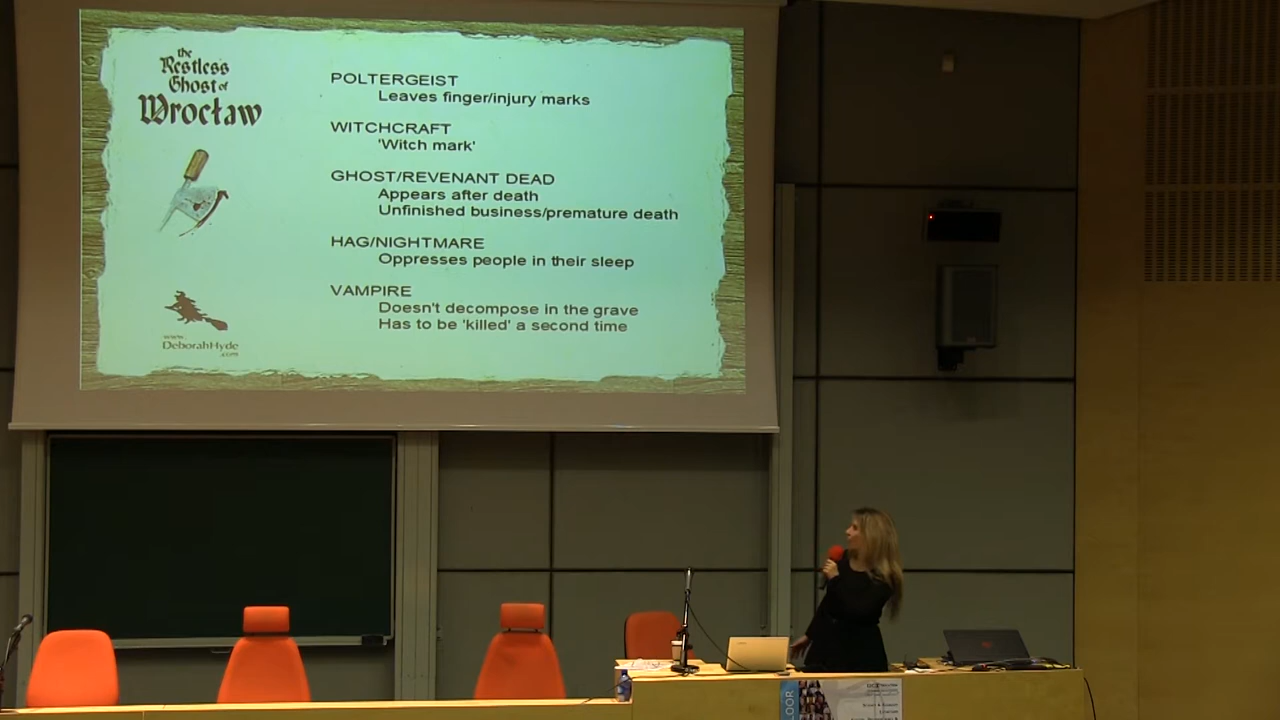 the
Restless
Ghost of
Wrocław
POLTERGEIST
Leaves finger/injury marks
WITCHCRAFT
'Witch mark'
GHOST/REVENANT DEAD
Appears after death
Unfinished business/premature death
HAG/NIGHTMARE
Oppresses people in their sleep
VAMPIRE
Doesn't decompose in the grave
Has to be 'killed' a second time
www.
DeborahHyde
.com
LOOR